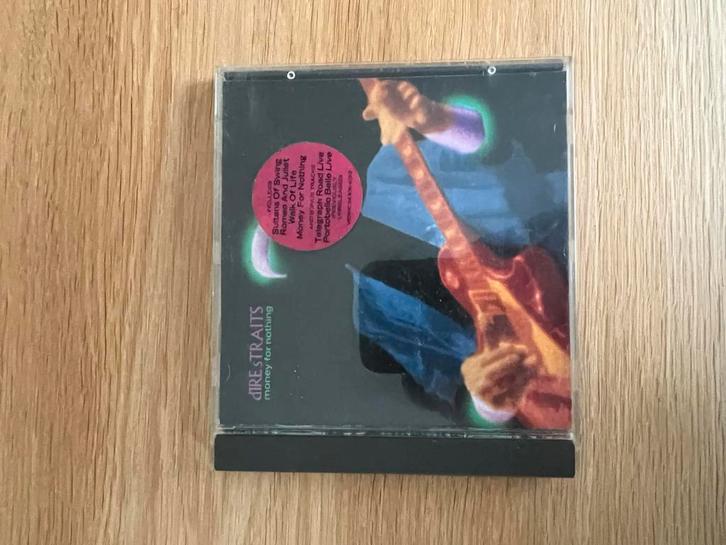 dIRE sTRAITS
money for nothing
INCLUDES
Sultans Of Swing
Romeo And Juliet
Walk Of Life
Money For Nothing
Telegraph Road Live
Portobello Belle Live